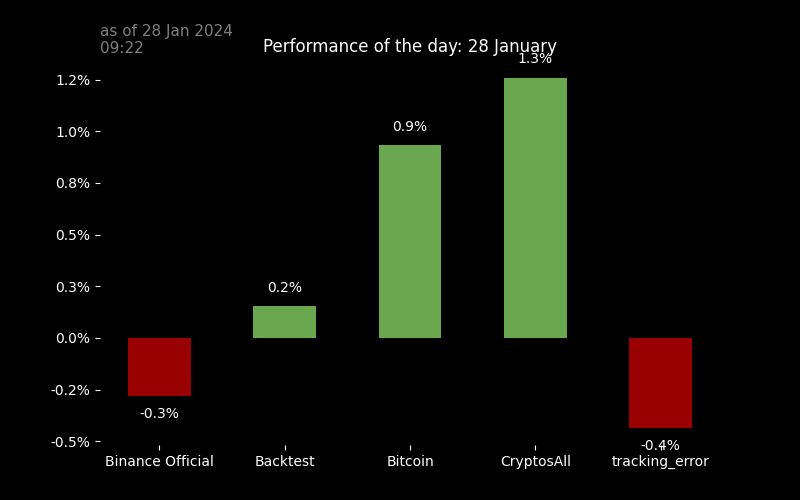 as of 28 Jan 2024
09:22
Performance of the day: 28 January
1.3%
1.2%
0.9%
1.0%
0.8%
0.5%
0.2%
0.3%
0.0%
-0.2%
-0.3%
-0.5%
-0.4%
Binance Official
Backtest
Bitcoin
CryptosAll
tracking_error